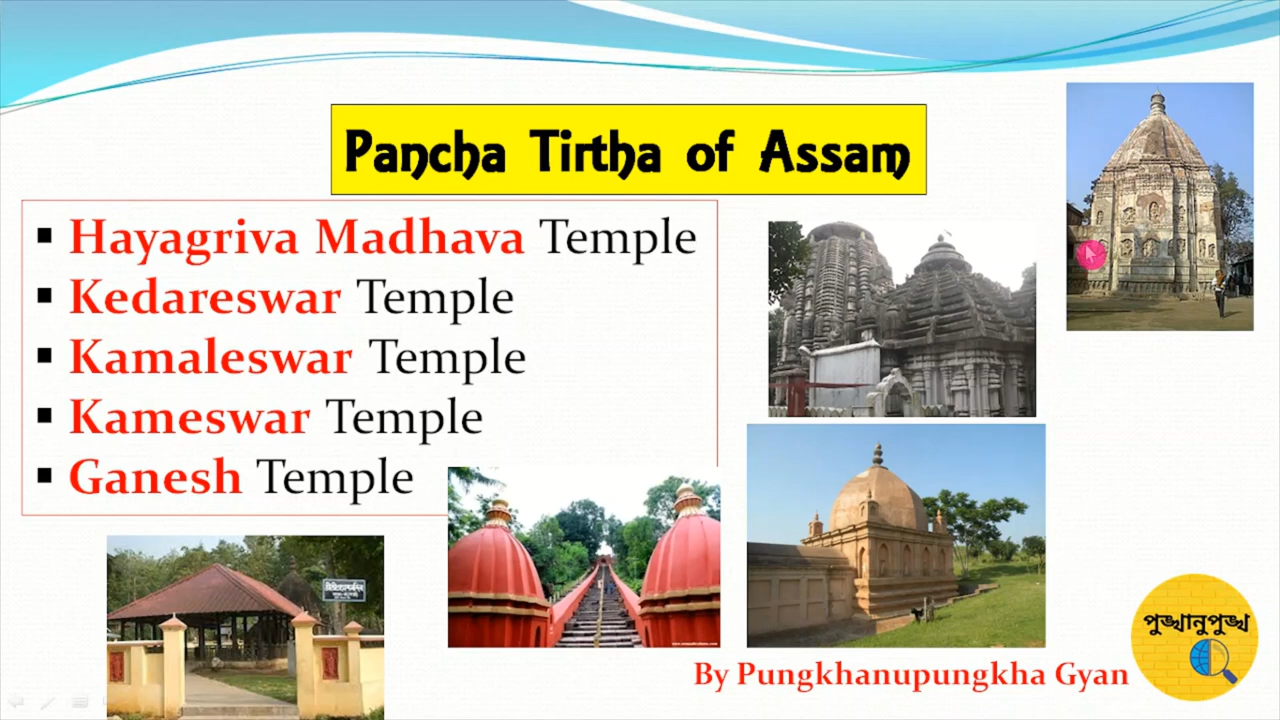 Pancha Tirtha of Assam
▪ Hayagriva Madhava Temple
▪ Kedareswar Temple
▪ Kamaleswar Temple
▪ Kameswar Temple
▪ Ganesh Temple
By Pungkhanupungkha Gyan
পুঙ্খানুপুঙ্খ